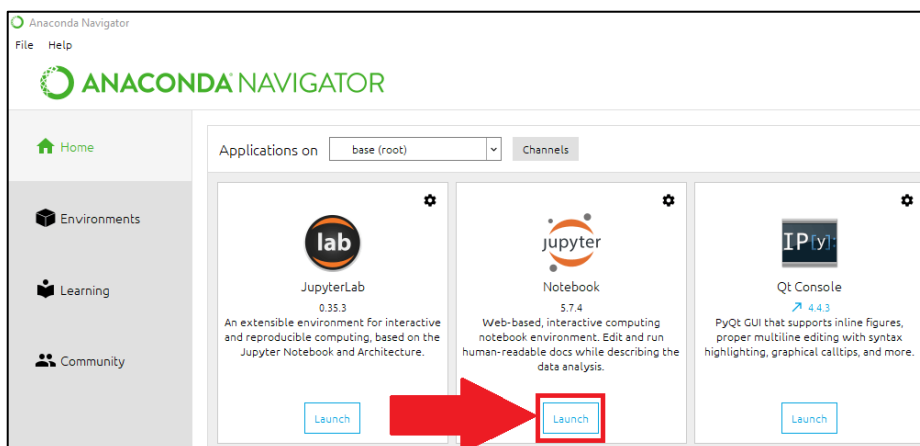 Anaconda Navigator
File Help
ANACONDA NAVIGATOR
Home
Environments
Learning
Community
Applications on base (root) Channels
lab
JupyterLab
0.35.3
An extensible environment for interactive
and reproducible computing, based on the
Jupyter Notebook and Architecture.
Launch
jupyter
Notebook
5.7.4
Web-based, interactive computing
notebook environment. Edit and run
human-readable docs while describing the
data analysis.
Launch
IP[y]:
Qt Console
4.4.3
PyQt GUI that supports inline figures,
proper multiline editing with syntax
highlighting, graphical calltips, and more.
Launch